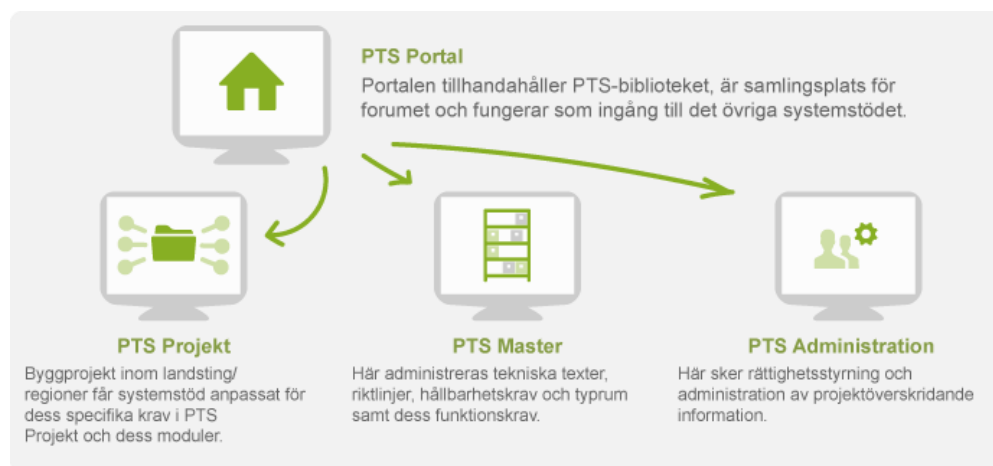 PTS Portal
Portalen tillhandahåller PTS-biblioteket, är samlingsplats för
forumet och fungerar som ingång till det övriga systemstödet.
PTS Projekt
Byggprojekt inom landsting/
regioner får systemstöd anpassat för
dess specifika krav i PTS
Projekt och dess moduler.
PTS Master
Här administreras tekniska texter,
riktlinjer, hållbarhetskrav och typrum
samt dess funktionskrav.
PTS Administration
Här sker rättighetsstyrning och
administration av projektöverskridande
information.